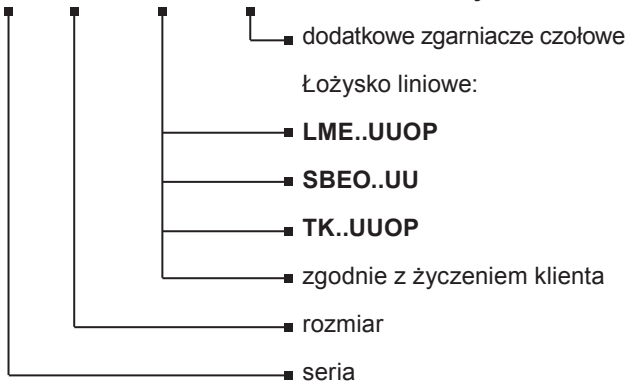 dodatkowe zgarniacze czołowe
Łożysko liniowe:
LME..UUOP
SBEO..UU
TK..UUOP
zgodnie z życzeniem klienta
rozmiar
seria